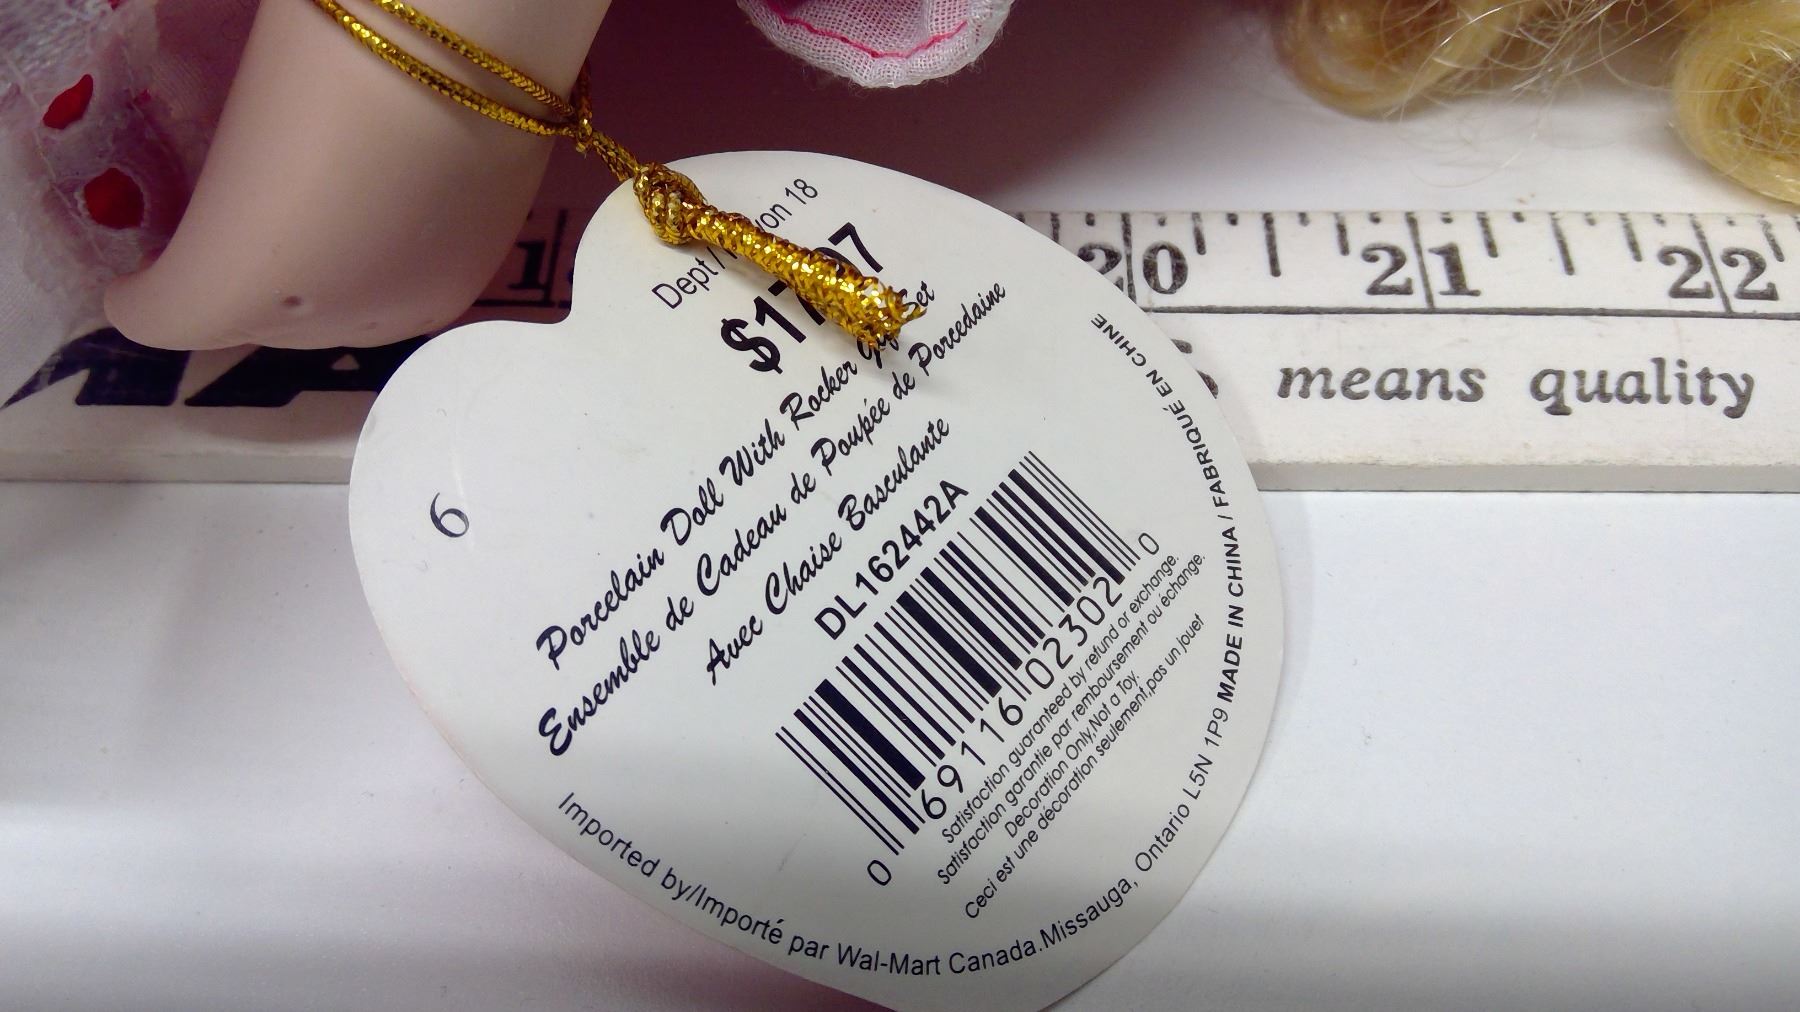 Dept/ 18
Porcelain Doll With Rocker Set
Ensemble de Cadeau de Poupée de Porcedaine
Avec Chaise Basculante
DL162442A
0 69116 02302 0
Satisfaction guaranteed by refund or exchange.
Satisfaction garantie par remboursement ou échange.
Decoration Only,Not a Toy.
Ceci est une décoration seulement,pas un jouet
Imported by/Importé par Wal-Mart Canada.Missauga, Ontario L5N 1P9 MADE IN CHINA / FABRIQUÉ EN CHINE
6
20 21 22
means quality